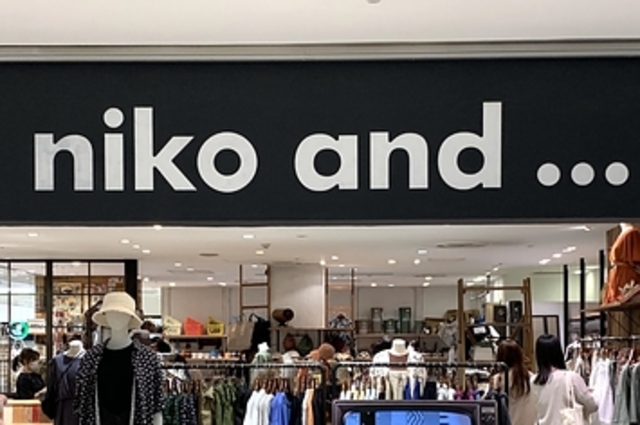 niko and ...